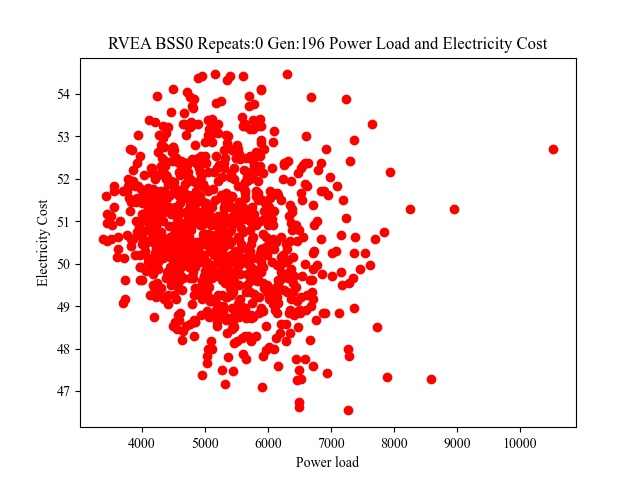 RVEA BSS0 Repeats:0 Gen:196 Power Load and Electricity Cost
54
53
52
51
50
49
48
47
Electricity Cost
4000 5000 6000 7000 8000 9000 10000
Power load